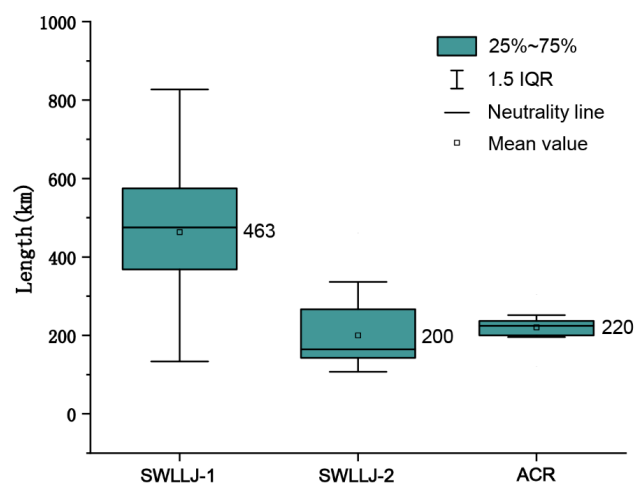 1000
800
600
400
200
0
Length(km)
25%~75%
1.5 IQR
Neutrality line
Mean value
463
200
220
SWLLJ-1
SWLLJ-2
ACR